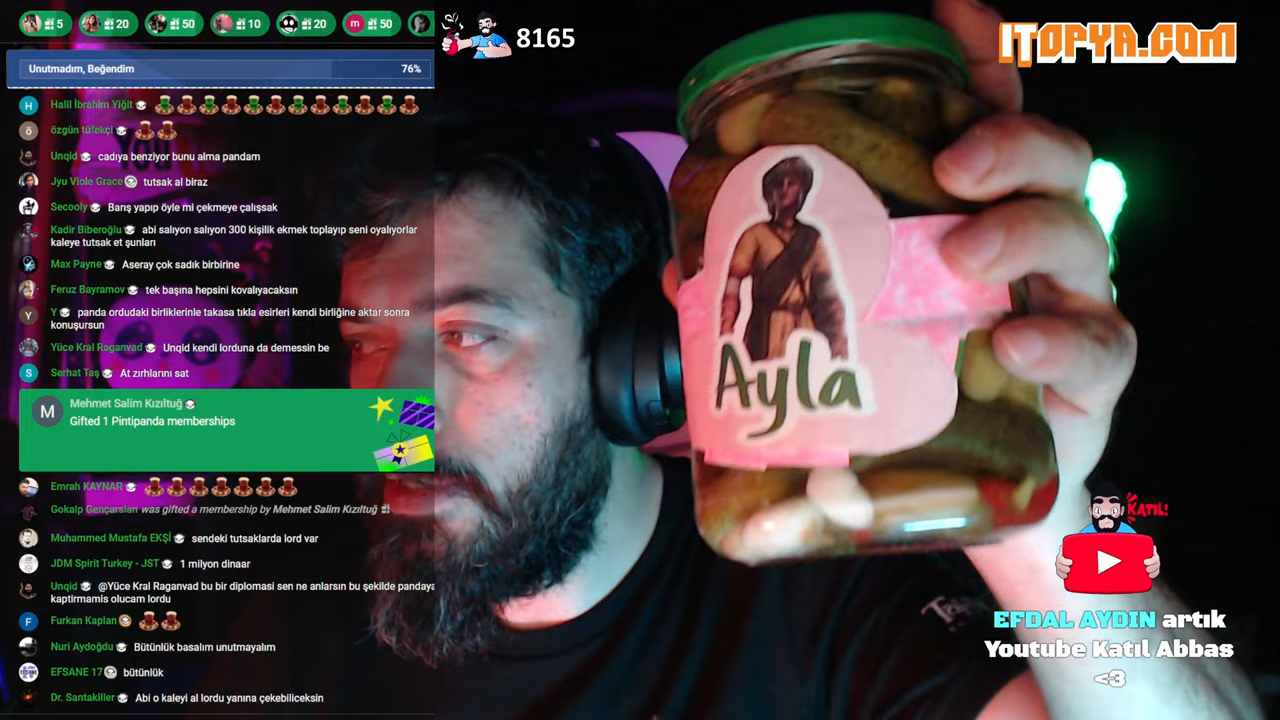 5
20
50
10
20
m
50
8165
ITOPYA.COM
Unutmadım, Beğendim
76%
H
Halil İbrahim Yiğit
ö
özgün tüfekçi
Unqid cadıya benziyor bunu alma pandam
Jyu Viole Grace tutsak al biraz
Secooly Barış yapıp öyle mi çekmeye çalışsak
Kadir Biberoğlu abi salıyon salıyon 300 kişilik ekmek toplayıp seni oyalıyorlar
kaleye tutsak et şunları
Max Payne Aseray çok sadık birbirine
Feruz Bayramov tek başına hepsini kovalıyacaksın
Y
Y panda ordudaki birliklerinle takasa tıkla esirleri kendi birliğine aktar sonra
konuşursun
Yüce Kral Raganvad Unqid kendi lorduna da demessin be
S
Serhat Taş At zırhlarını sat
M
Mehmet Salim Kızıltuğ
Gifted 1 Pintipanda memberships
Emrah KAYNAR
Gokalp Gençarslan was gifted a membership by Mehmet Salim Kızıltuğ
Muhammed Mustafa EKŞİ sendeki tutsaklarda lord var
JDM Spirit Turkey - JST 1 milyon dinaar
Unqid @Yüce Kral Raganvad bu bir diplomasi sen ne anlarsın bu şekilde pandaya
kaptirmamis olucam lordu
F
Furkan Kaplan
Nuri Aydoğdu Bütünlük basalım unutmayalım
EFSANE 17 bütünlük
Dr. Santakiller Abi o kaleyi al lordu yanına çekebiliceksin
Ayla
KATIL!
EFDAL AYDIN artık
Youtube Katıl Abbas
<3